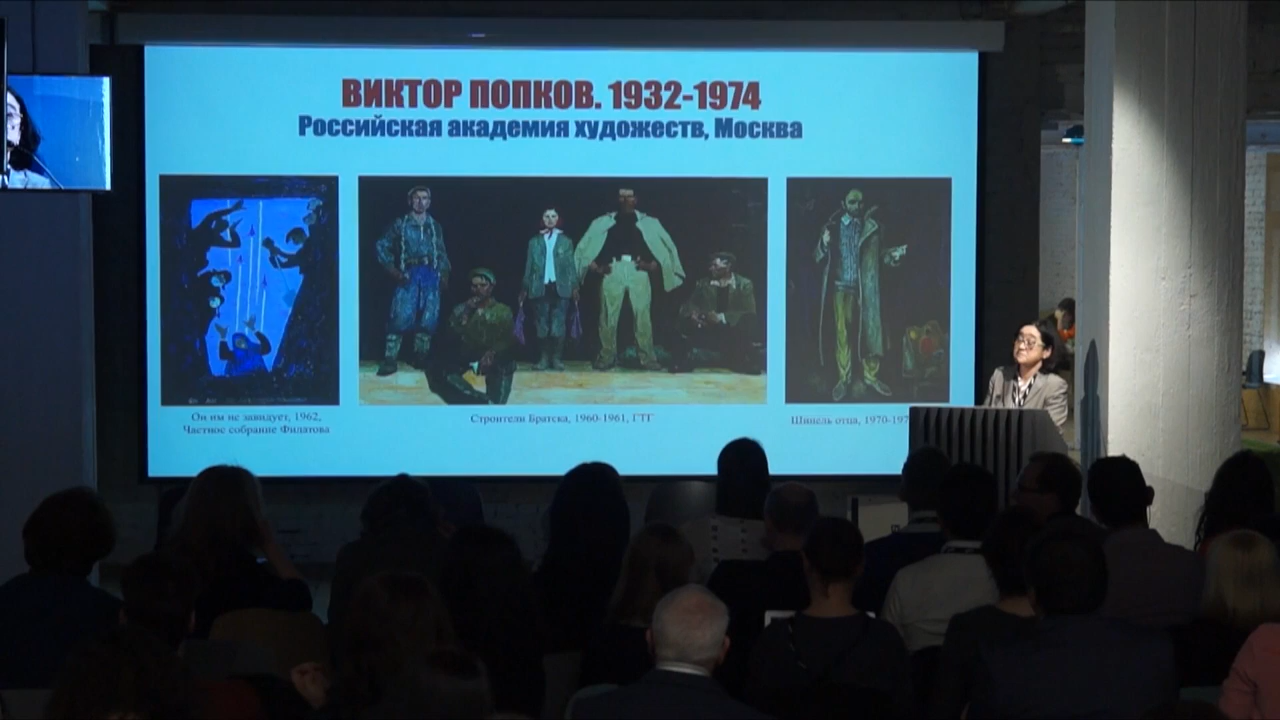 ВИКТОР ПОПКОВ. 1932-1974
Российская академия художеств, Москва
Он им не завидует, 1962,
Частное собрание Филатова
Строители Братска, 1960-1961, ГТГ
Шинель отца, 1970-197